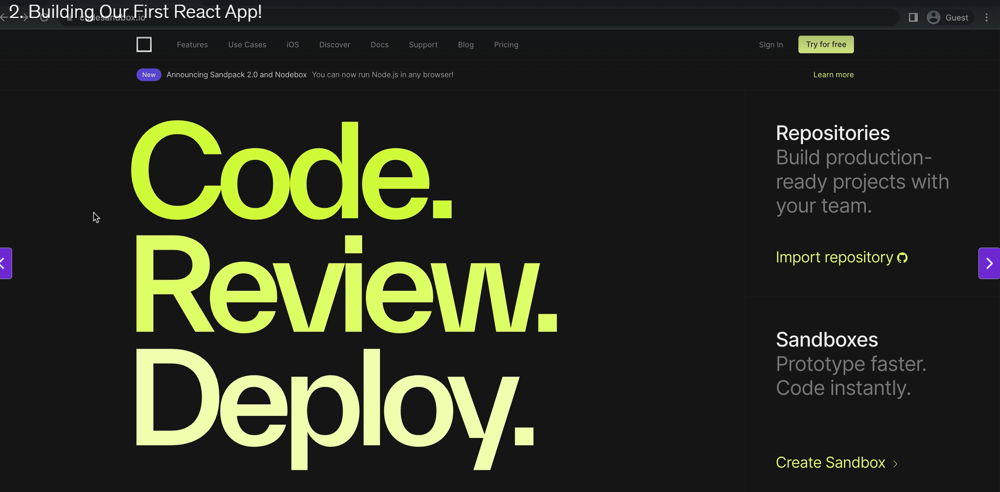 2. Building Our First React App!
codesandbox.io
Guest
Features Use Cases iOS Discover Docs Support Blog Pricing Sign In Try for free
New Announcing Sandpack 2.0 and Nodebox You can now run Node.js in any browser! Learn more
Code.
Review.
Deploy.
Repositories
Build production-
ready projects with
your team.
Import repository
Sandboxes
Prototype faster.
Code instantly.
Create Sandbox